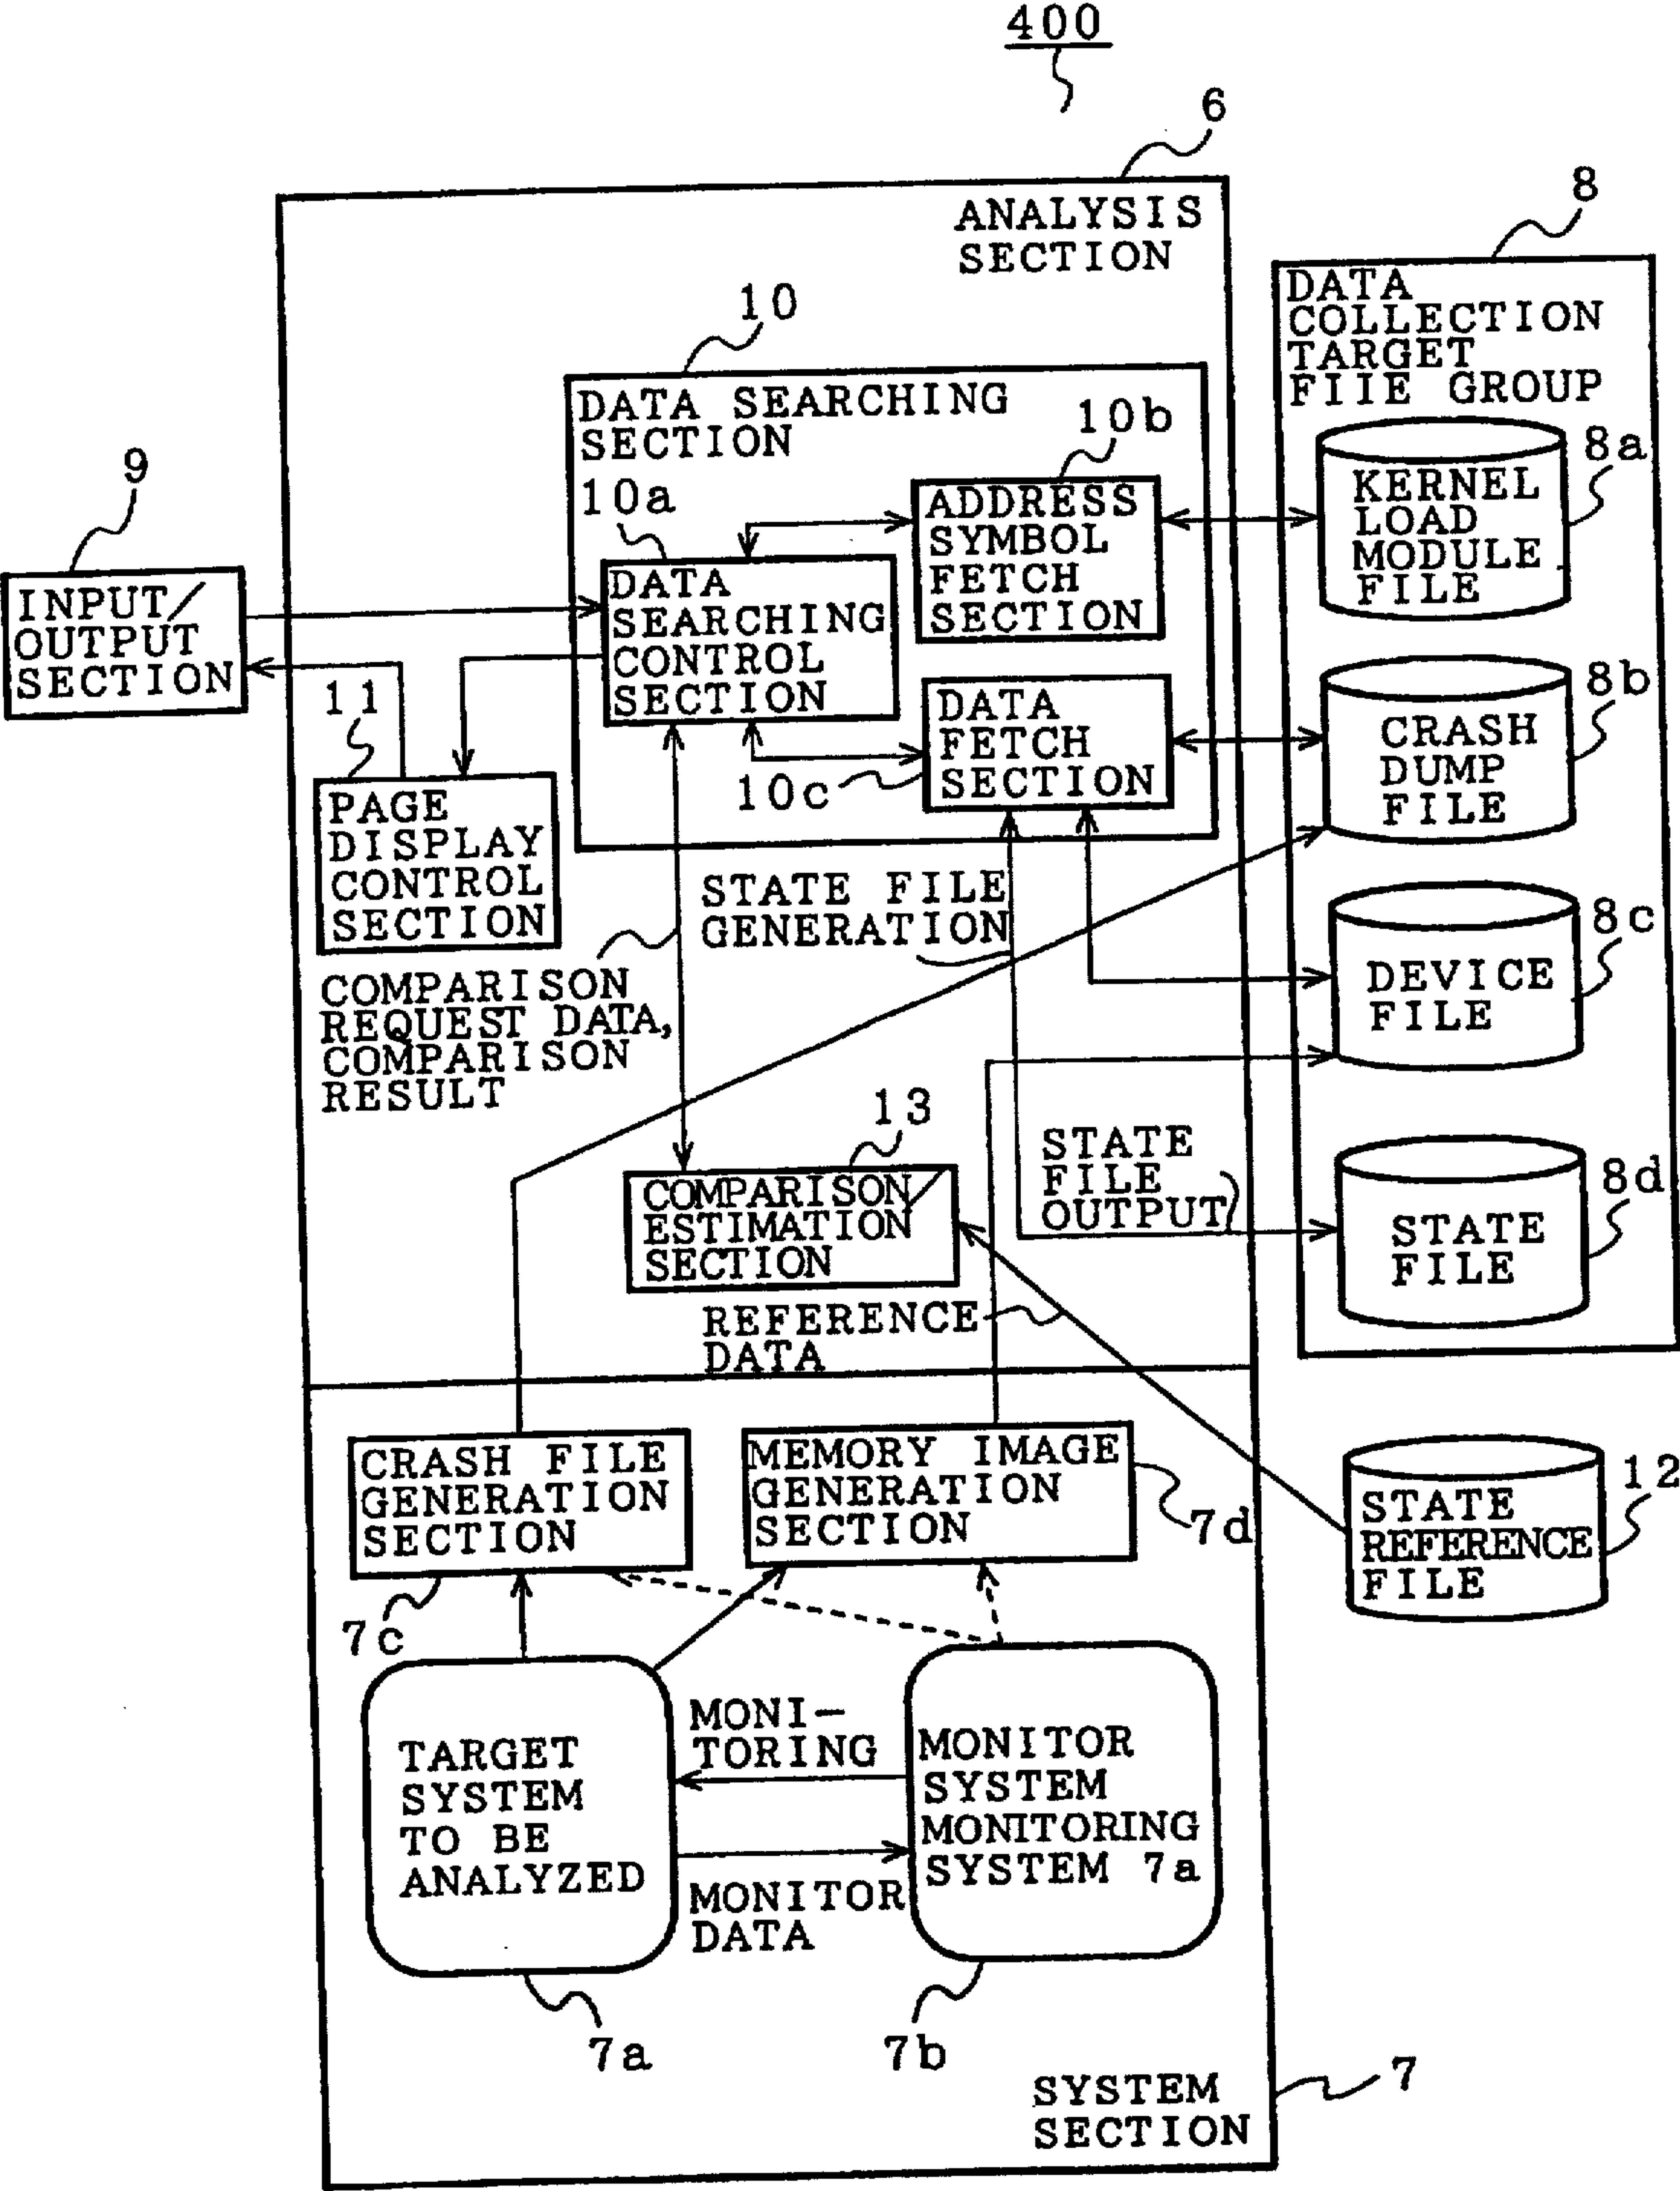 400
6
ANALYSIS
SECTION
8
DATA
COLLECTION
TARGET
FIIE GROUP
10
DATA SEARCHING
SECTION
10b
10a
ADDRESS
SYMBOL
FETCH
SECTION
8a
KERNEL
LOAD
MODULE
FILE
9
INPUT/
OUTPUT
SECTION
DATA
SEARCHING
CONTROL
SECTION
11
DATA
FETCH
SECTION
10c
8b
CRASH
DUMP
FILE
PAGE
DISPLAY
CONTROL
SECTION
STATE FILE
GENERATION
8c
DEVICE
FILE
COMPARISON
REQUEST DATA,
COMPARISON
RESULT
13
COMPARISON
ESTIMATION
SECTION
STATE
FILE
OUTPUT
8d
STATE
FILE
REFERENCE
DATA
CRASH FILE
GENERATION
SECTION
MEMORY IMAGE
GENERATION
SECTION
7d
12
STATE
REFERENCE
FILE
7c
TARGET
SYSTEM
TO BE
ANALYZED
MONI-
TORING
MONITOR
SYSTEM
MONITORING
SYSTEM 7a
MONITOR
DATA
7a
7b
7
SYSTEM
SECTION